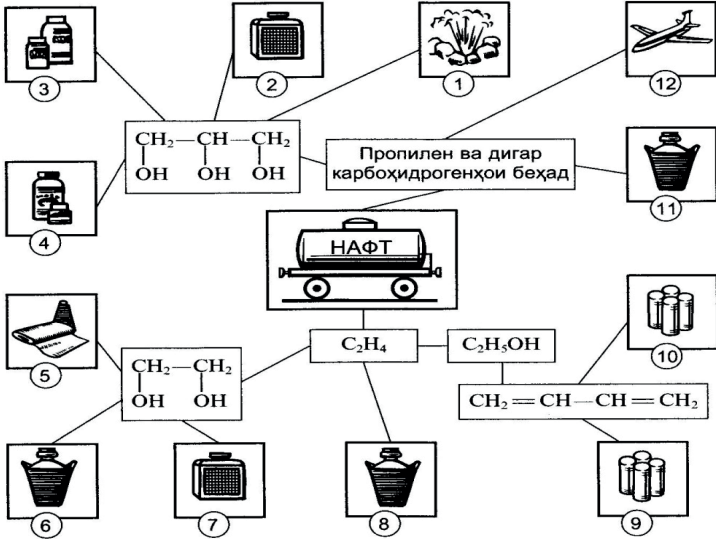 3
2
1
12
CH₂—CH—CH₂
OH OH OH
Пропилен ва дигар
карбоҳидрогенҳои беҳад
4
11
НАФТ
5
CH₂—CH₂
OH OH
C₂H₄
C₂H₅OH
10
CH₂=CH—CH=CH₂
6
7
8
9